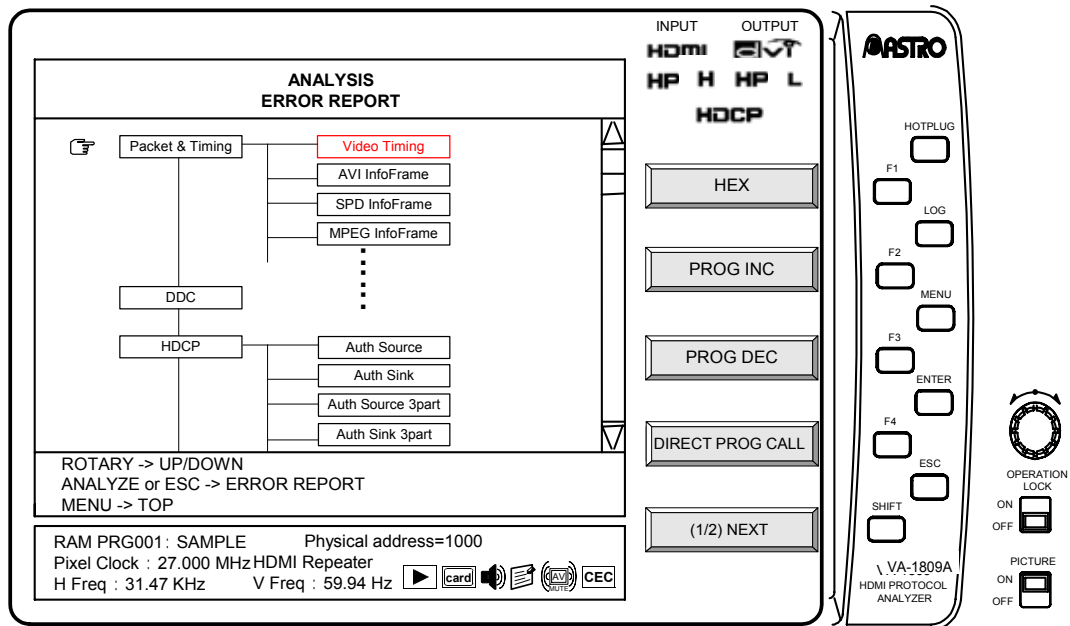 ANALYSIS
ERROR REPORT
Packet & Timing
Video Timing
AVI InfoFrame
SPD InfoFrame
MPEG InfoFrame
DDC
HDCP
Auth Source
Auth Sink
Auth Source 3part
Auth Sink 3part
ROTARY -> UP/DOWN
ANALYZE or ESC -> ERROR REPORT
MENU -> TOP
RAM PRG001 : SAMPLE Physical address=1000
Pixel Clock : 27.000 MHz HDMI Repeater
H Freq : 31.47 KHz V Freq : 59.94 Hz card AV MUTE CEC
INPUT OUTPUT
HDMI DVI
HP H HP L
HDCP
HEX
PROG INC
PROG DEC
DIRECT PROG CALL
(1/2) NEXT
ASTRO
HOTPLUG
F1
LOG
F2
MENU
F3
ENTER
F4
ESC
SHIFT
VA-1809A
HDMI PROTOCOL
ANALYZER
OPERATION
LOCK
ON
OFF
PICTURE
ON
OFF